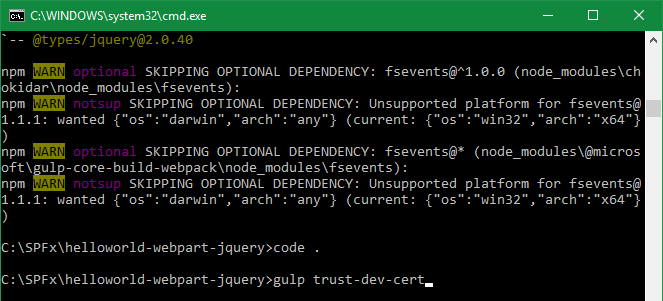 C:\WINDOWS\system32\cmd.exe
`-- @types/jquery@2.0.40
npm WARN optional SKIPPING OPTIONAL DEPENDENCY: fsevents@^1.0.0 (node_modules\ch
okidar\node_modules\fsevents):
npm WARN notsup SKIPPING OPTIONAL DEPENDENCY: Unsupported platform for fsevents@
1.1.1: wanted {"os":"darwin","arch":"any"} (current: {"os":"win32","arch":"x64"}
)
npm WARN optional SKIPPING OPTIONAL DEPENDENCY: fsevents@* (node_modules\@micros
oft\gulp-core-build-webpack\node_modules\fsevents):
npm WARN notsup SKIPPING OPTIONAL DEPENDENCY: Unsupported platform for fsevents@
1.1.1: wanted {"os":"darwin","arch":"any"} (current: {"os":"win32","arch":"x64"}
)
C:\SPFx\helloworld-webpart-jquery>code .
C:\SPFx\helloworld-webpart-jquery>gulp trust-dev-cert